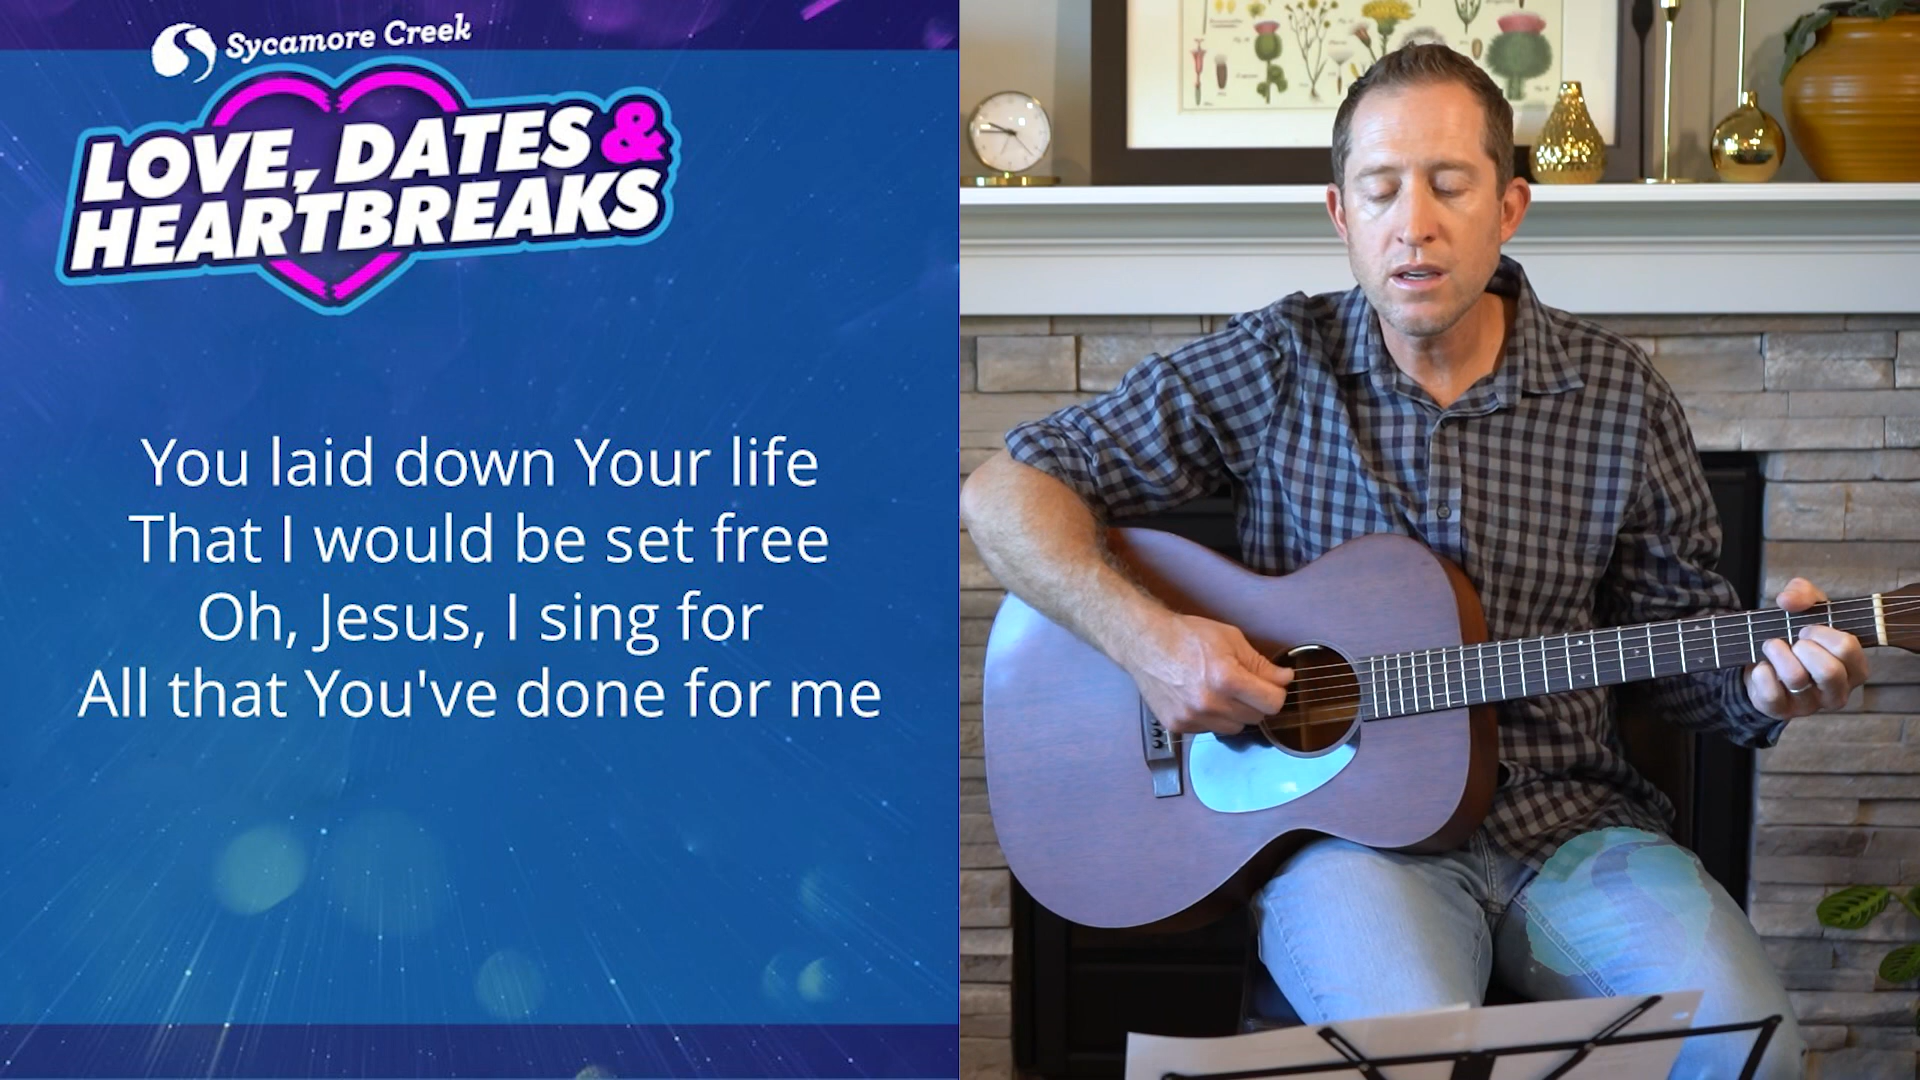 Sycamore Creek
LOVE, DATES &
HEARTBREAKS
You laid down Your life
That I would be set free
Oh, Jesus, I sing for
All that You've done for me